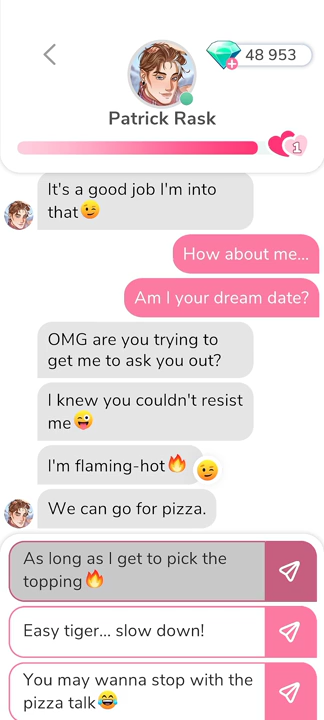 48 953
Patrick Rask
1
It's a good job I'm into
that😉
How about me...
Am I your dream date?
OMG are you trying to
get me to ask you out?
I knew you couldn't resist
me😜
I'm flaming-hot🔥
We can go for pizza.
As long as I get to pick the
topping🔥
Easy tiger... slow down!
You may wanna stop with the
pizza talk😂